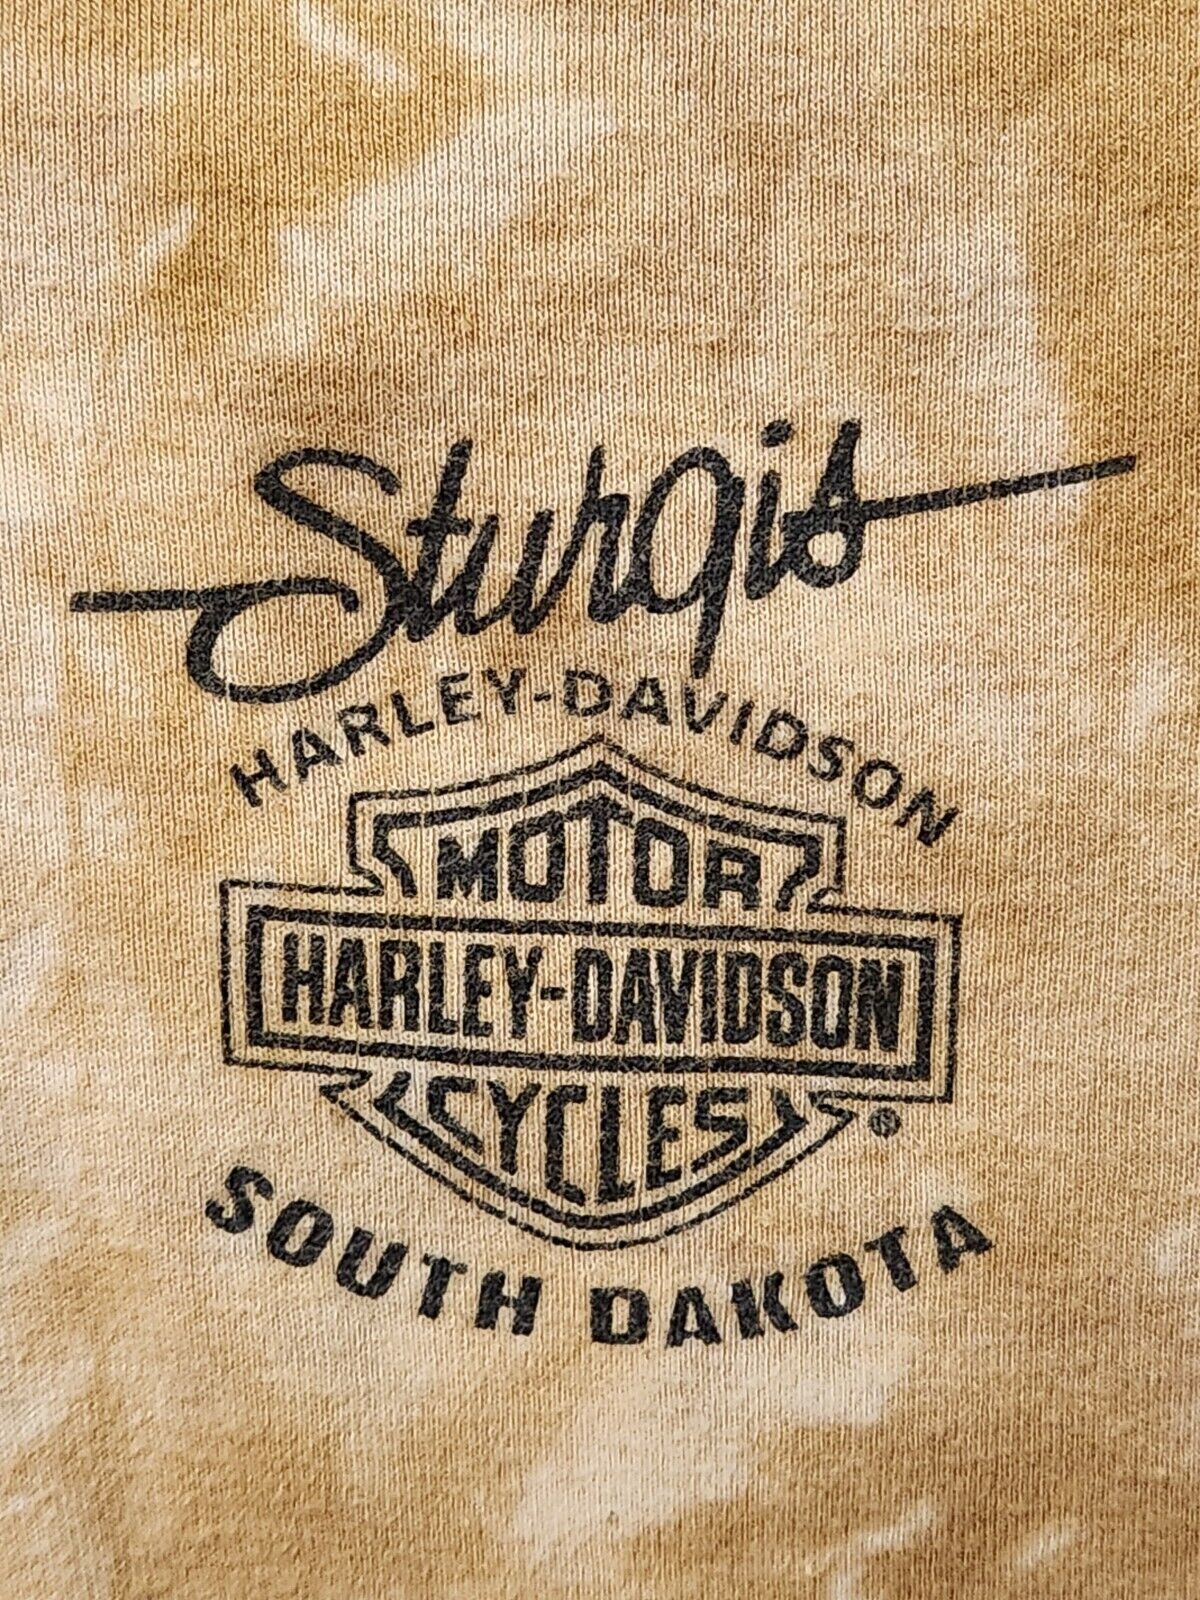 Sturgis
HARLEY-DAVIDSON
MOTOR
HARLEY-DAVIDSON
CYCLES
®
SOUTH DAKOTA